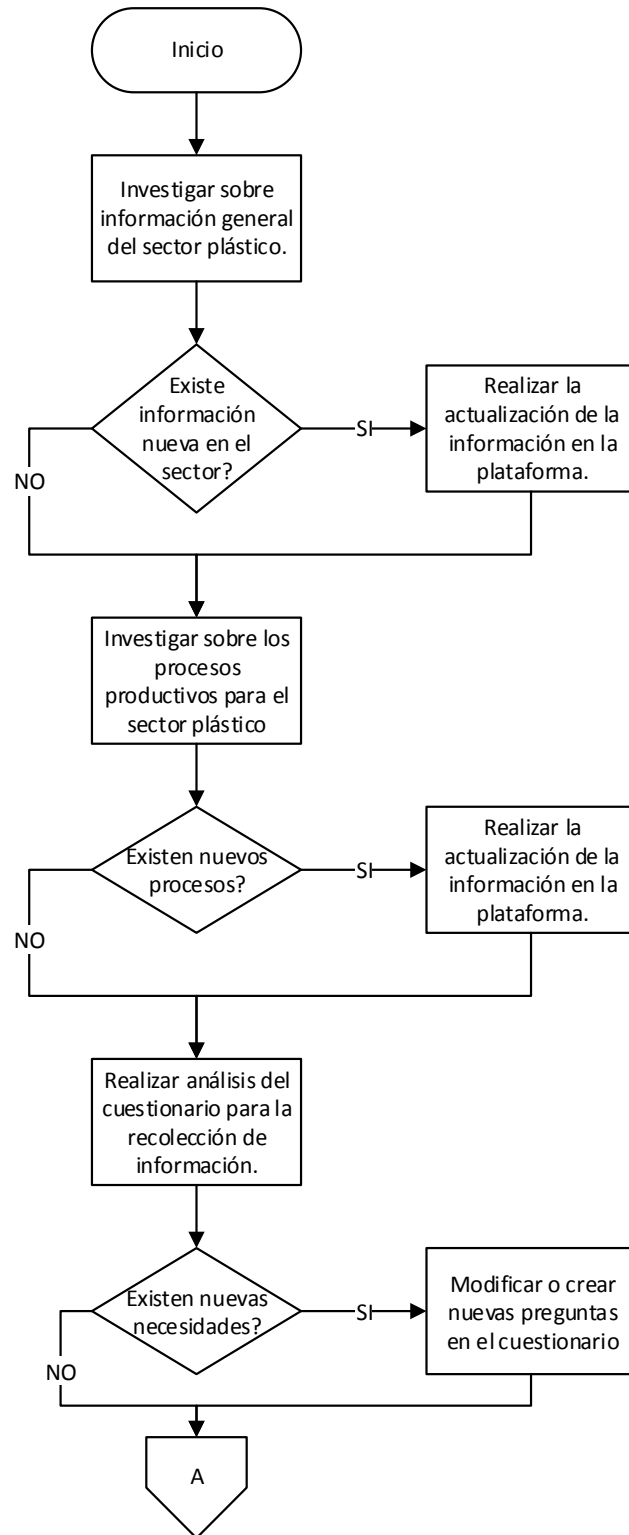 Inicio
Investigar sobre
información general
del sector plástico.
Existe
información
nueva en el
sector?
SI
Realizar la
actualización de la
información en la
plataforma.
NO
Investigar sobre los
procesos
productivos para el
sector plástico
Existen nuevos
procesos?
SI
Realizar la
actualización de la
información en la
plataforma.
NO
Realizar análisis del
cuestionario para la
recolección de
información.
Existen nuevas
necesidades?
SI
Modificar o crear
nuevas preguntas
en el cuestionario
NO
A